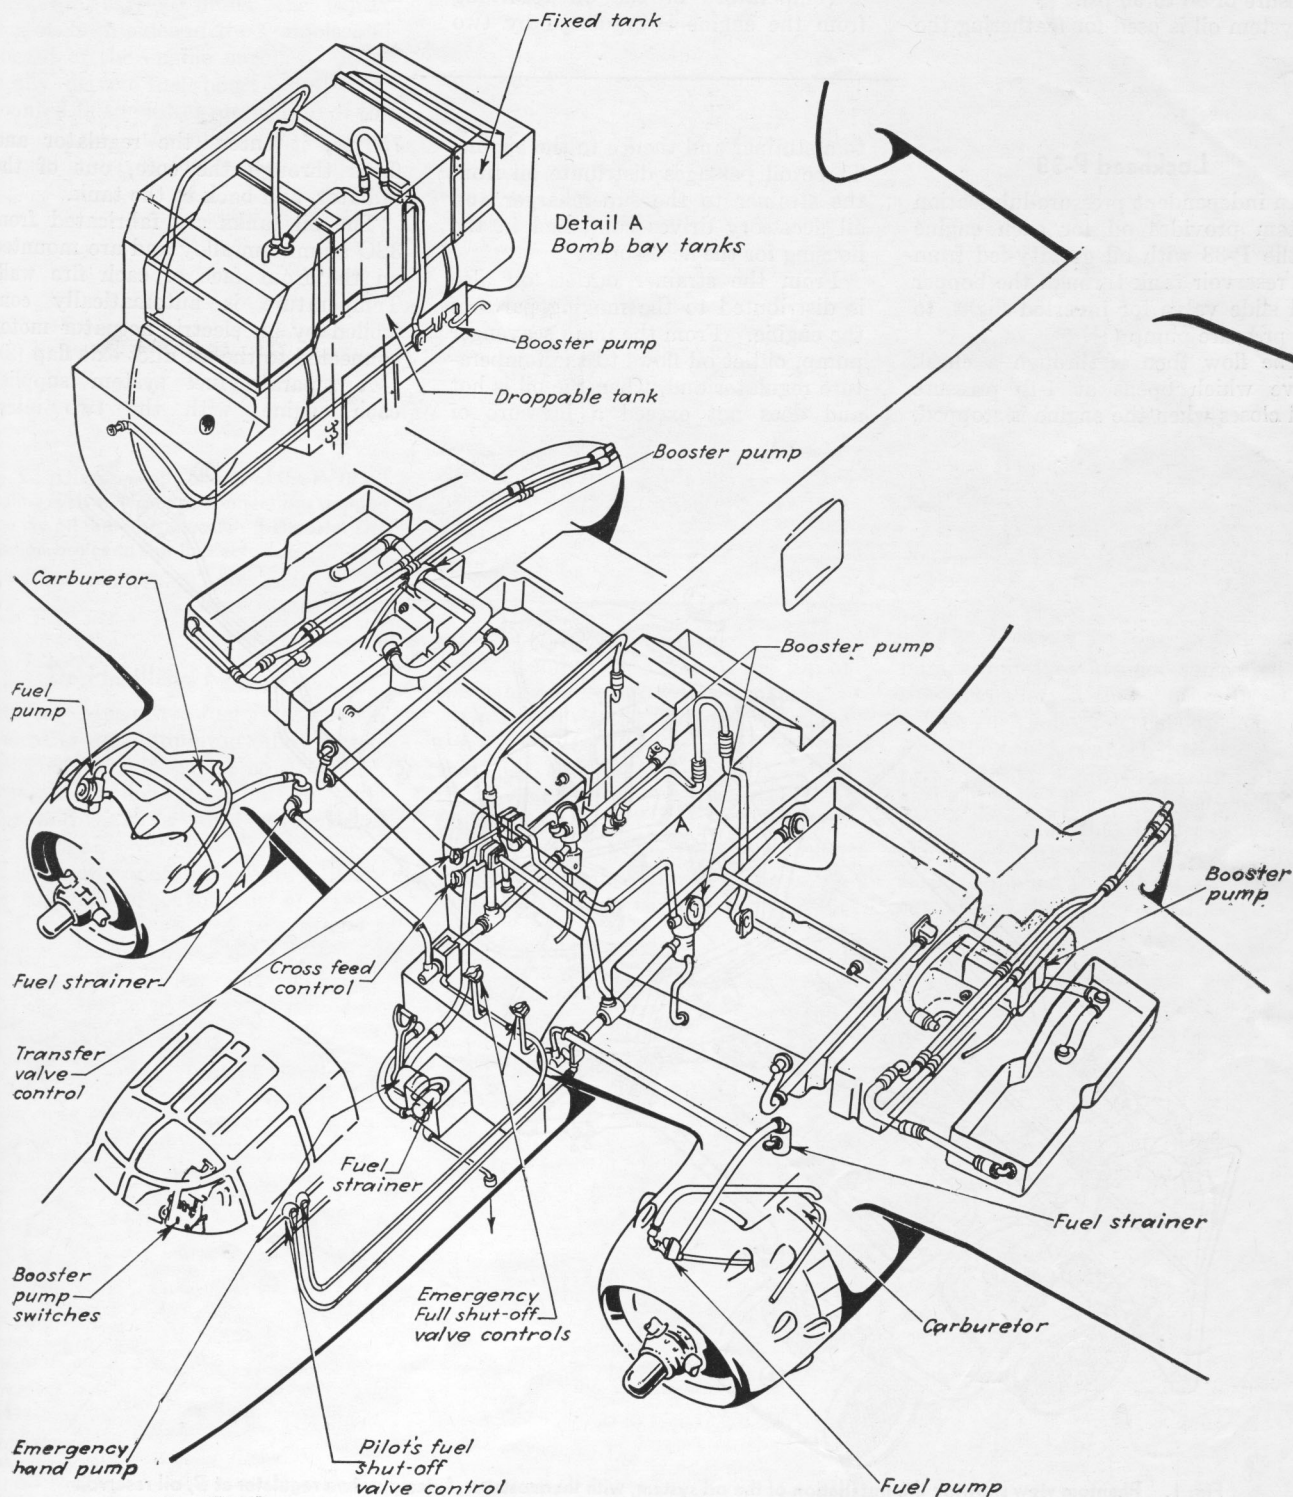 Fixed tank
Detail A
Bomb bay tanks
Booster pump
Droppable tank
Booster pump
Carburetor
Booster pump
Fuel
pump
A
Booster
pump
Fuel strainer
Cross feed
control
Transfer
valve
control
Fuel
strainer
Fuel strainer
Booster
pump
switches
Emergency
Full shut-off
valve controls
Carburetor
Emergency
hand pump
Pilot's fuel
shut-off
valve control
Fuel pump